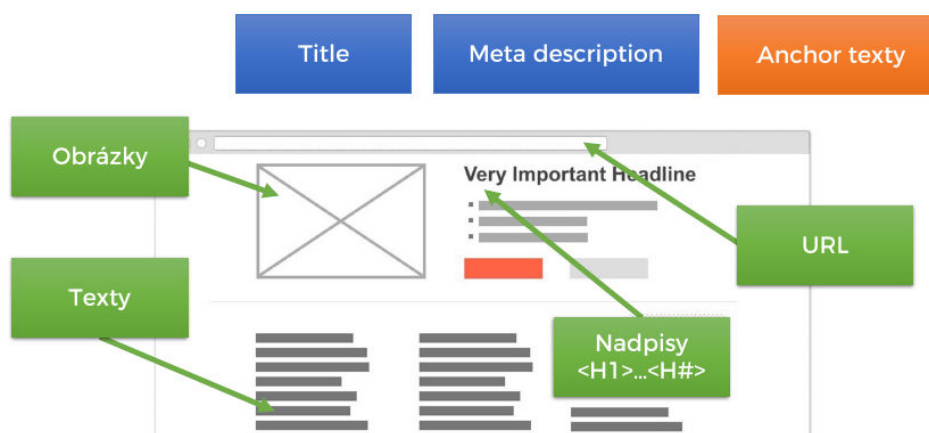 Title
Meta description
Anchor texty
Obrázky
Very Important Headline
URL
Texty
Nadpisy
<H1>...<H#>